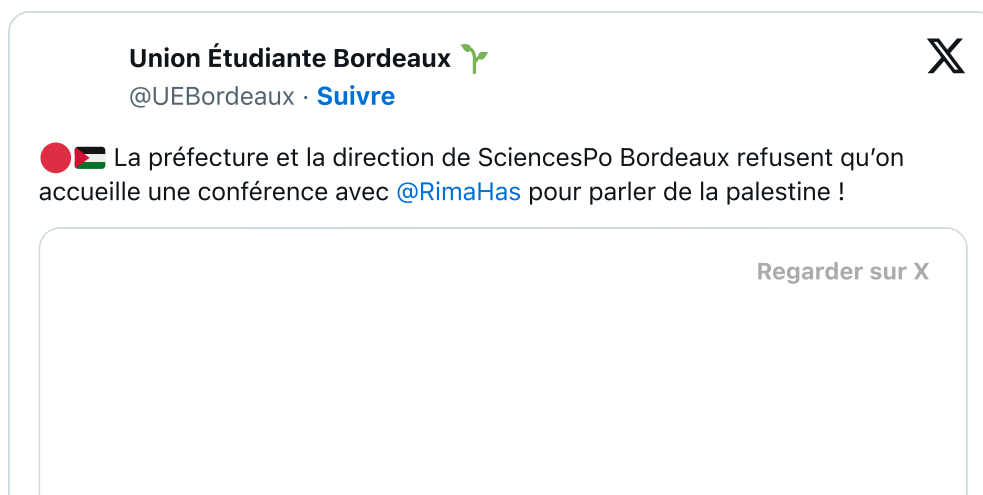 Union Étudiante Bordeaux 🌱
@UEBordeaux · Suivre
🔴🇵🇸 La préfecture et la direction de SciencesPo Bordeaux refusent qu’on
accueille une conférence avec @RimaHas pour parler de la palestine !
Regarder sur X